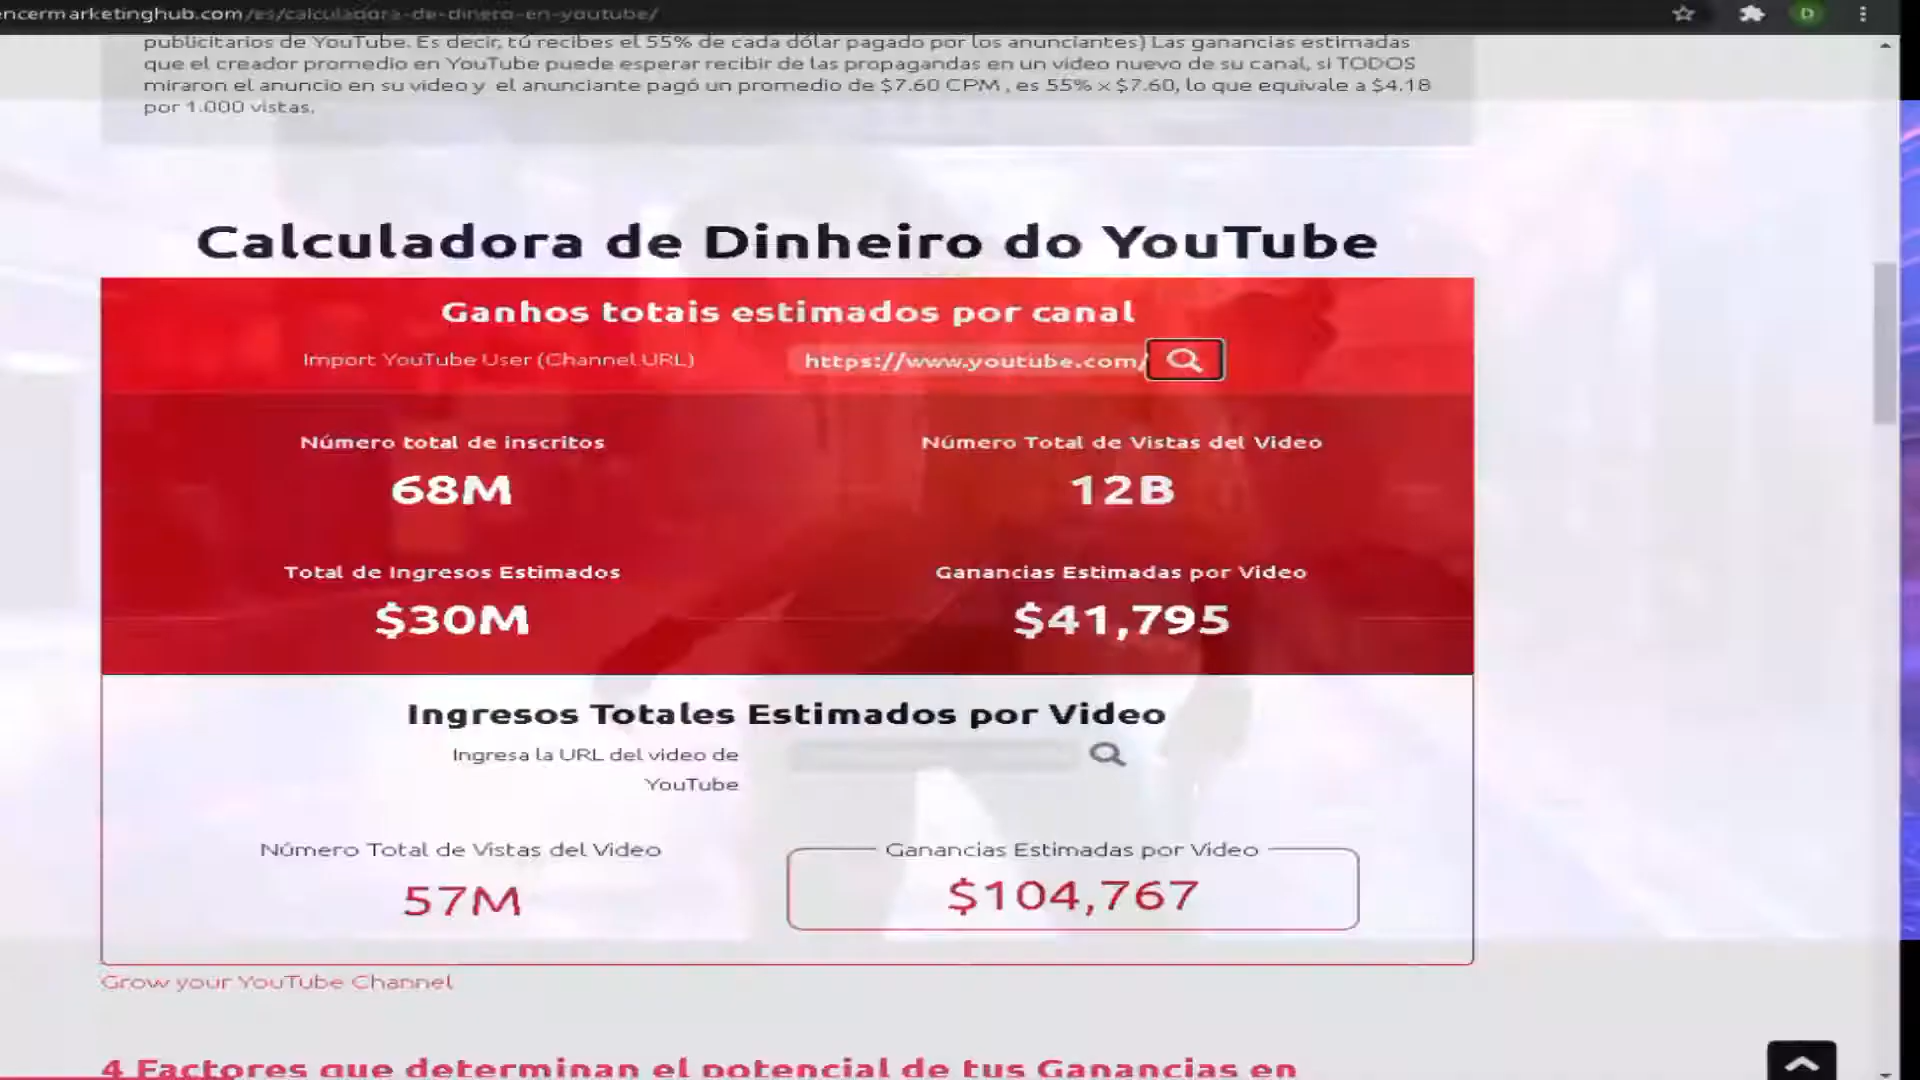 encermarketinghub.com/es/calculadora-de-dinero-en-youtube/
D
publicitarios de YouTube. Es decir, tú recibes el 55% de cada dólar pagado por los anunciantes) Las ganancias estimadas
que el creador promedio en YouTube puede esperar recibir de las propagandas en un video nuevo de su canal, si TODOS
miraron el anuncio en su video y el anunciante pagó un promedio de $7.60 CPM , es 55% x $7.60, lo que equivale a $4.18
por 1.000 vistas.
Calculadora de Dinheiro do YouTube
Ganhos totais estimados por canal
Import YouTube User (Channel URL)
https://www.youtube.com/
Número total de inscritos
68M
Número Total de Vistas del Video
12B
Total de Ingresos Estimados
$30M
Ganancias Estimadas por Video
$41,795
Ingresos Totales Estimados por Video
Ingresa la URL del video de
YouTube
Número Total de Vistas del Video
57M
Ganancias Estimadas por Video
$104,767
Grow your YouTube Channel
4 Factores que determinan el potencial de tus Ganancias en